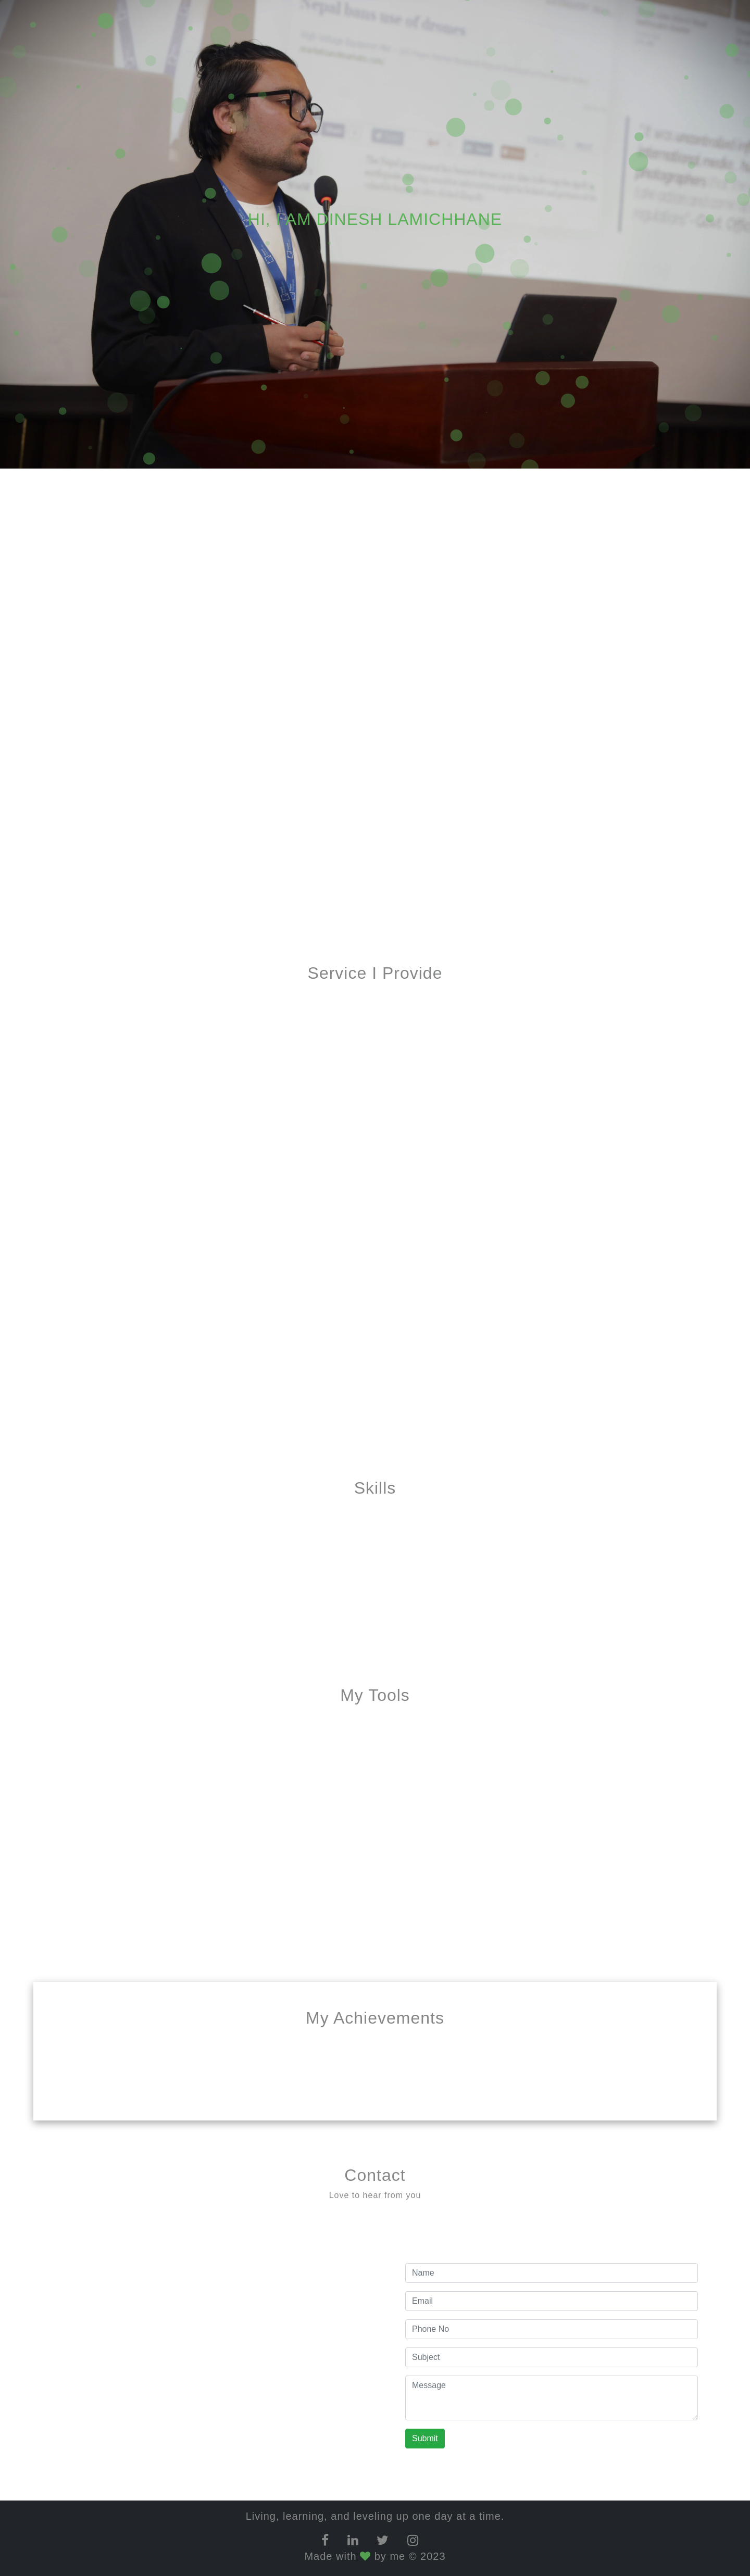 Nepal bans use of drones
HI, I AM DINESH LAMICHHANE
Service I Provide
Skills
My Tools
My Achievements
Contact
Love to hear from you
Name
Email
Phone No
Subject
Message
Submit
Living, learning, and leveling up one day at a time.
Made with by me © 2023